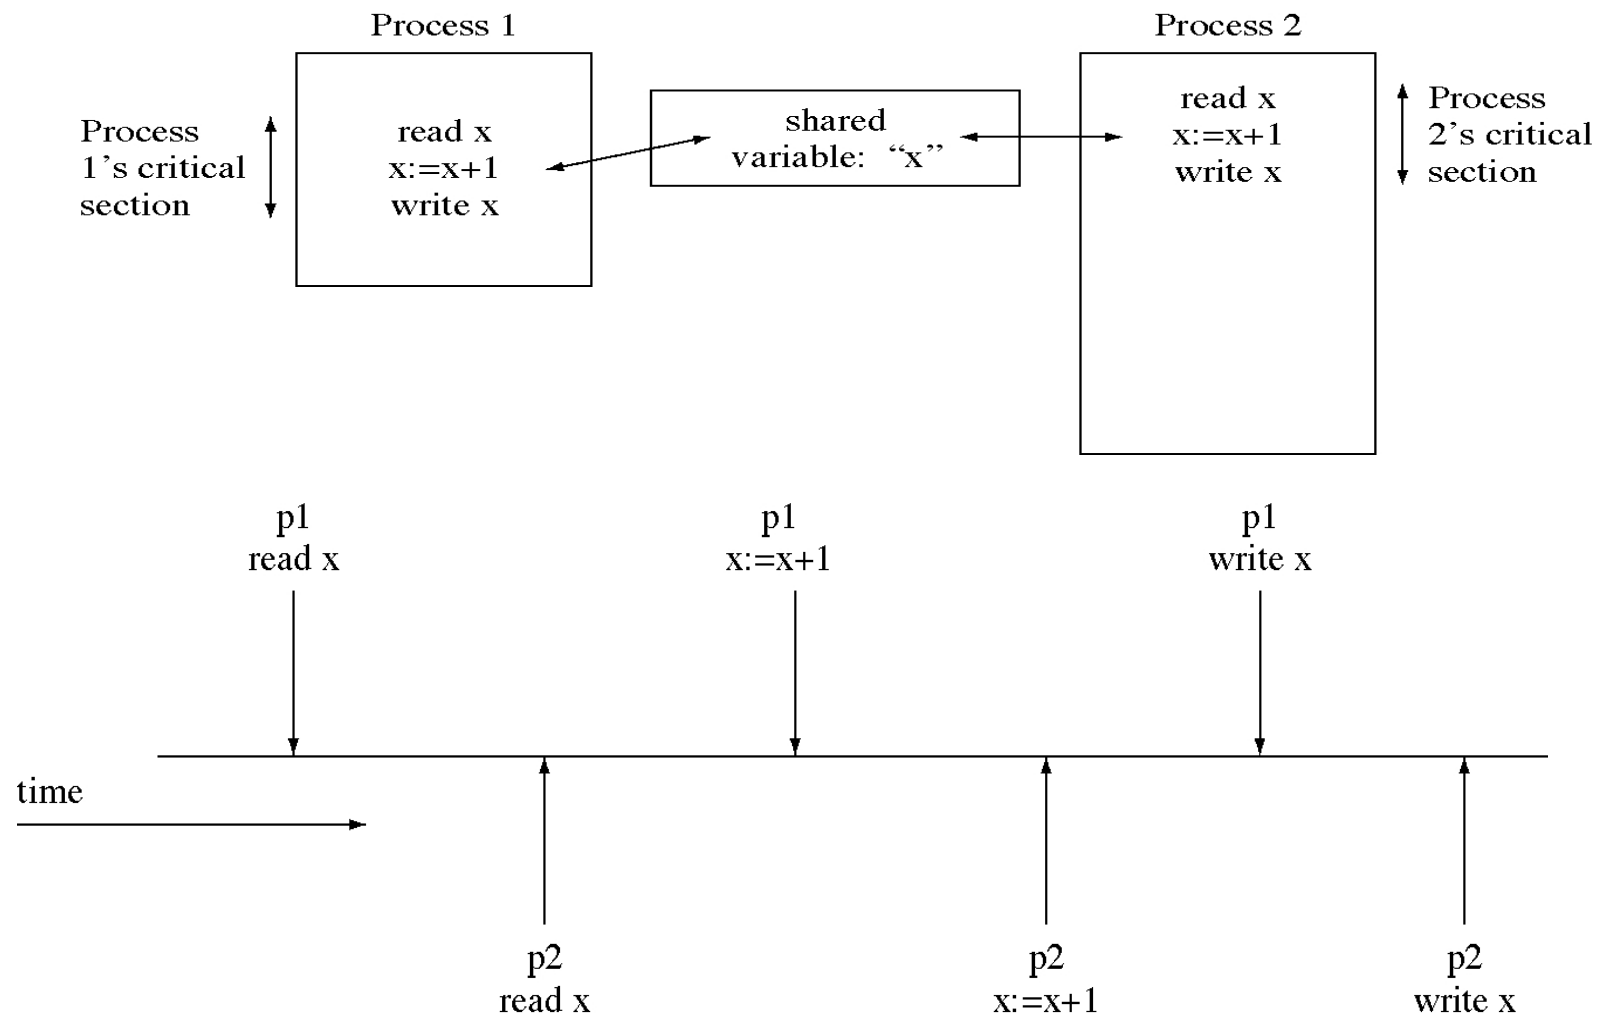 Process 1
Process 2
Process
1’s critical
section
read x
x:=x+1
write x
shared
variable: “x”
read x
x:=x+1
write x
Process
2’s critical
section
p1
read x
p1
x:=x+1
p1
write x
time
p2
read x
p2
x:=x+1
p2
write x